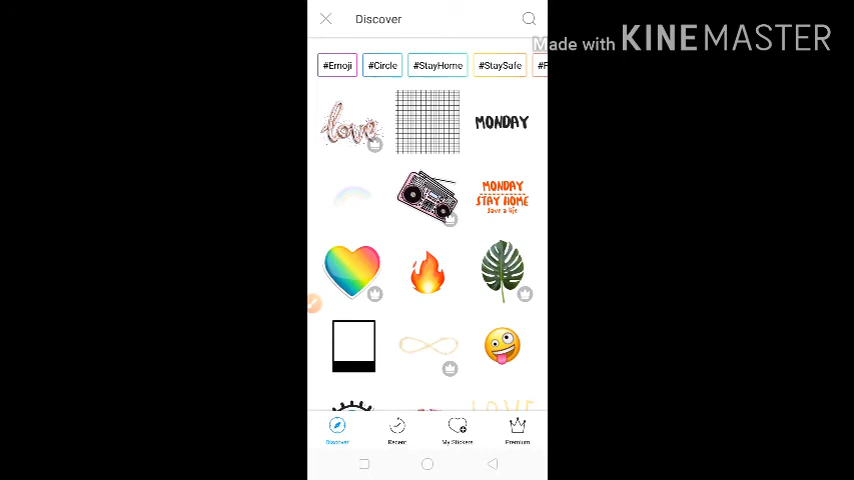 Discover
Made with KINEMASTER
#Emoji #Circle #StayHome #StaySafe #F
love
MONDAY
MONDAY
STAY HOME
Save a life
LOVE
Discover Recent My Stickers Premium